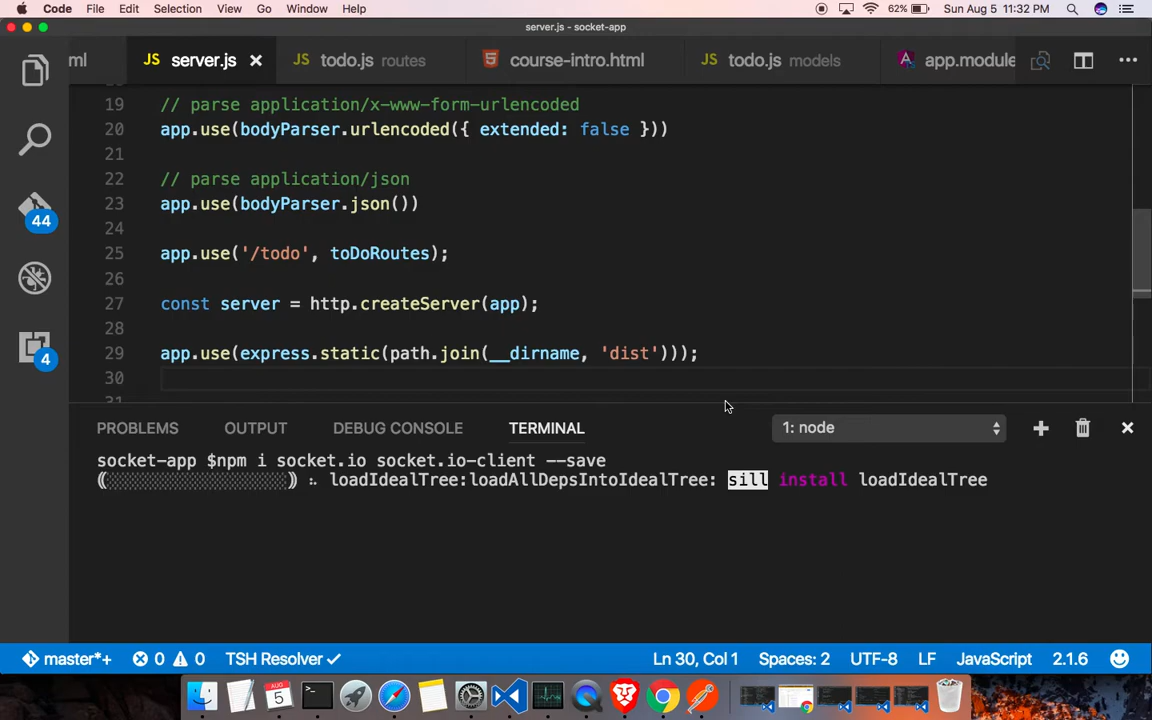 Code File Edit Selection View Go Window Help 62% Sun Aug 5 11:32 PM
server.js - socket-app
ml JS server.js JS todo.js routes course-intro.html JS todo.js models app.module
19 // parse application/x-www-form-urlencoded
20 app.use(bodyParser.urlencoded({ extended: false }))
21
22 // parse application/json
23 app.use(bodyParser.json())
24
25 app.use('/todo', toDoRoutes);
26
27 const server = http.createServer(app);
28
29 app.use(express.static(path.join(__dirname, 'dist')));
30
31
44
4
PROBLEMS OUTPUT DEBUG CONSOLE TERMINAL 1: node
socket-app $npm i socket.io socket.io-client --save
(░░░░░░░░░░░░░░░░░░) ⠦ loadIdealTree:loadAllDepsIntoIdealTree: sill install loadIdealTree
master*+ 0 0 TSH Resolver ✓ Ln 30, Col 1 Spaces: 2 UTF-8 LF JavaScript 2.1.6
AUG
5